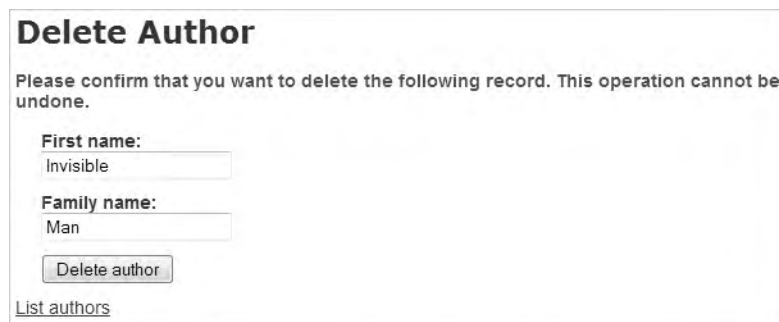 Delete Author
Please confirm that you want to delete the following record. This operation cannot be
undone.
First name:
Invisible
Family name:
Man
Delete author
List authors